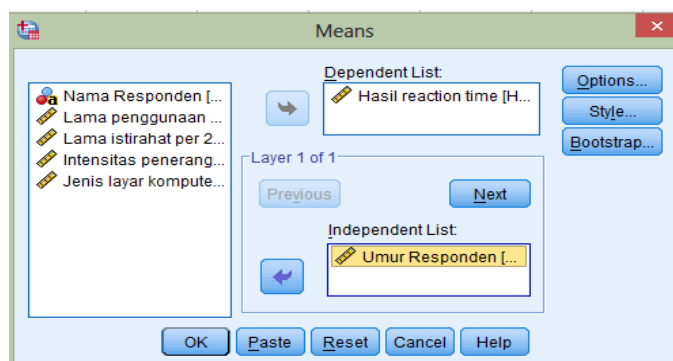 Means
Nama Responden [...
Lama penggunaan ...
Lama istirahat per 2...
Intensitas penerang...
Jenis layar kompute...
Dependent List:
Hasil reaction time [H...
Layer 1 of 1
Previous
Next
Independent List:
Umur Responden [...
Options...
Style...
Bootstrap...
OK
Paste
Reset
Cancel
Help